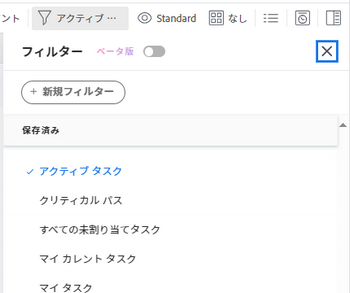 ント アクティブ ... Standard なし
フィルター ベータ版
+ 新規フィルター
保存済み
アクティブ タスク
クリティカル パス
すべての未割り当てタスク
マイ カレント タスク
マイ タスク